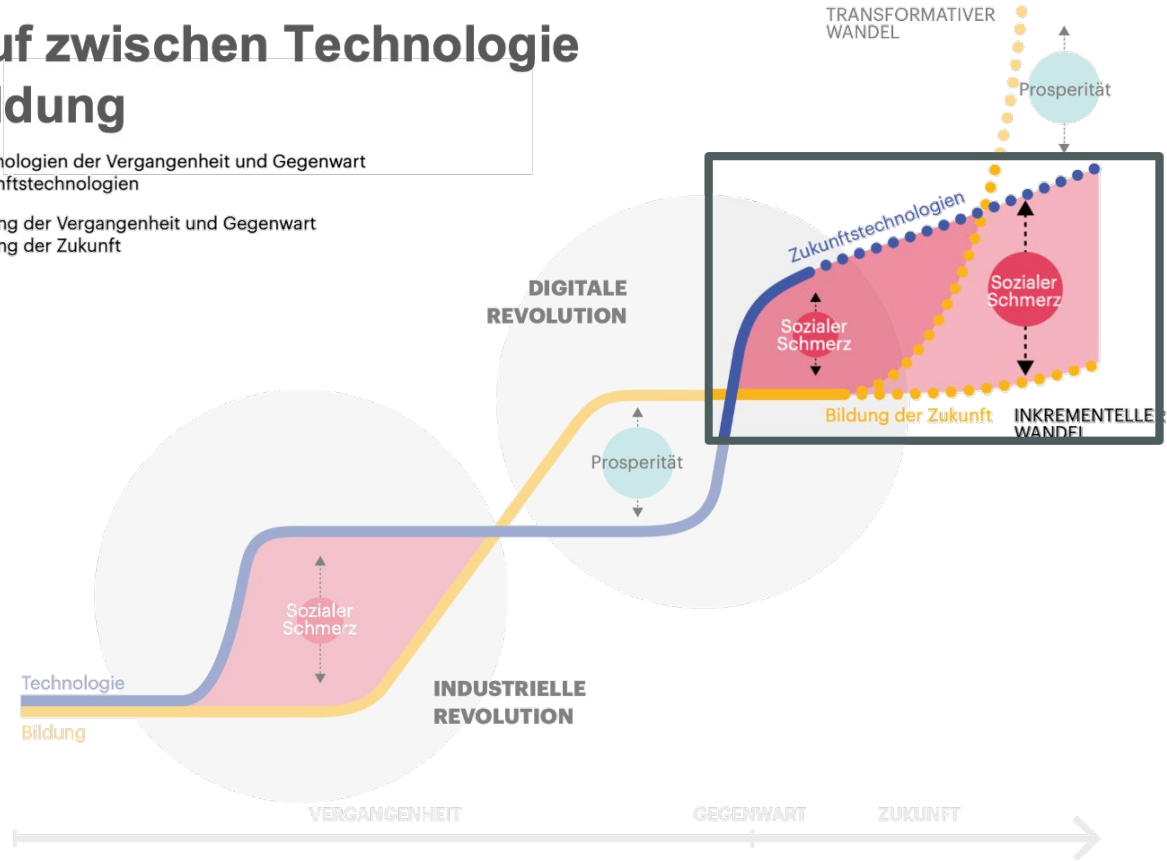 uf zwischen Technologie
dung
nologien der Vergangenheit und Gegenwart
nftstechnologien
ng der Vergangenheit und Gegenwart
ng der Zukunft
TRANSFORMATIVER
WANDEL
Prosperität
Zukunftstechnologien
DIGITALE
REVOLUTION
Sozialer
Schmerz
Sozialer
Schmerz
Bildung der Zukunft
INKREMENTELLER
WANDEL
Prosperität
Sozialer
Schmerz
Technologie
Bildung
INDUSTRIELLE
REVOLUTION
VERGANGENHEIT
GEGENWART
ZUKUNFT